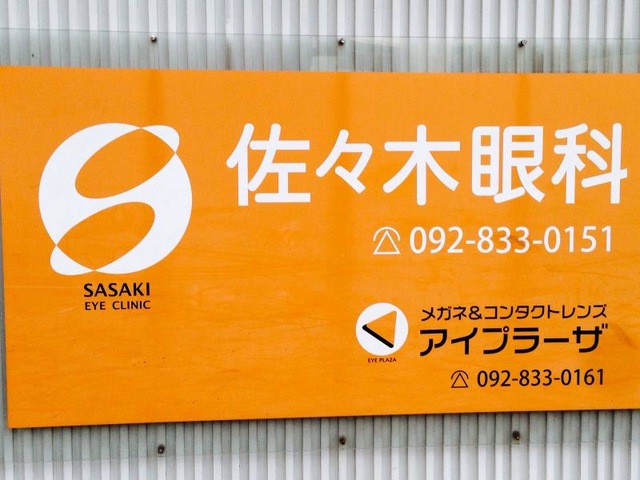 佐々木眼科
☎092-833-0151
SASAKI
EYE CLINIC
メガネ&コンタクトレンズ
アイプラーザ
EYE PLAZA
☎092-833-0161